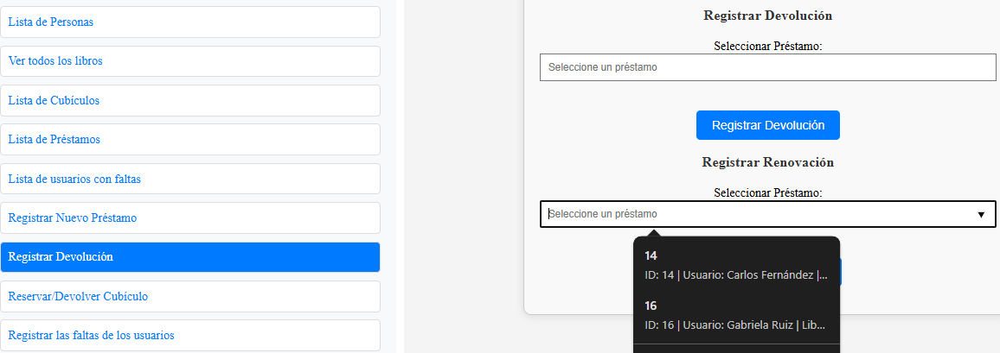 Lista de Personas
Ver todos los libros
Lista de Cubículos
Lista de Préstamos
Lista de usuarios con faltas
Registrar Nuevo Préstamo
Registrar Devolución
Reservar/Devolver Cubículo
Registrar las faltas de los usuarios
Registrar Devolución
Seleccionar Préstamo:
Seleccione un préstamo
Registrar Devolución
Registrar Renovación
Seleccionar Préstamo:
Seleccione un préstamo
14
ID: 14 | Usuario: Carlos Fernández |...
16
ID: 16 | Usuario: Gabriela Ruiz | Lib...